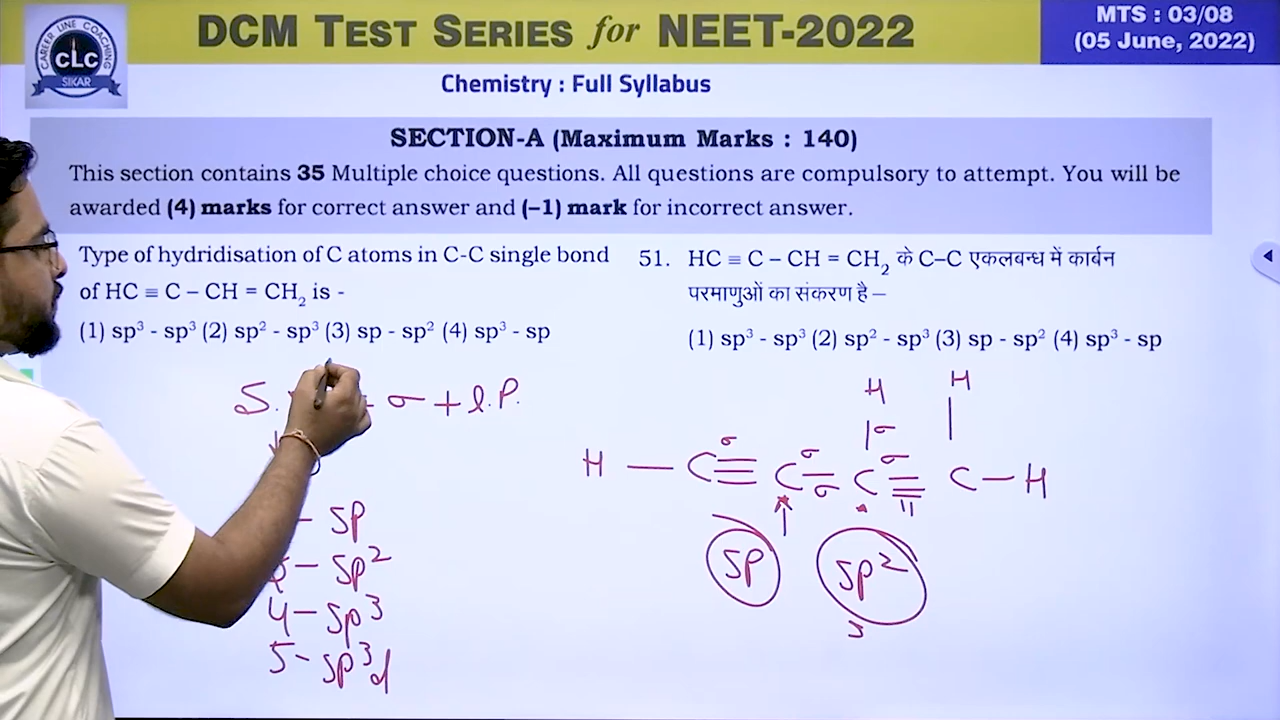 DCM TEST SERIES for NEET-2022
MTS : 03/08
(05 June, 2022)
CAREER LINE COACHING
CLC
SIKAR
Chemistry : Full Syllabus
SECTION-A (Maximum Marks : 140)
This section contains 35 Multiple choice questions. All questions are compulsory to attempt. You will be
awarded (4) marks for correct answer and (–1) mark for incorrect answer.
Type of hydridisation of C atoms in C-C single bond
of HC ≡ C – CH = CH₂ is -
(1) sp³ - sp³ (2) sp² - sp³ (3) sp - sp² (4) sp³ - sp
51. HC ≡ C – CH = CH₂ के C–C एकलबन्ध में कार्बन
परमाणुओं का संकरण है –
(1) sp³ - sp³ (2) sp² - sp³ (3) sp - sp² (4) sp³ - sp
S. = σ + l.P.
– SP
– SP²
4 – SP³
5 – SP³d
H H
σ σ σ σ
H — C ≡ C – C = C – H
σ
SP SP²
3